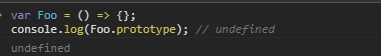 var Foo = () => {};
console.log(Foo.prototype); // undefined
undefined